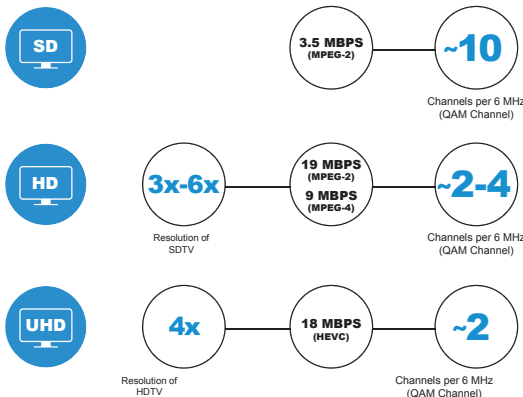 SD
3.5 MBPS
(MPEG-2)
~10
Channels per 6 MHz
(QAM Channel)
HD
3x-6x
Resolution of
SDTV
19 MBPS
(MPEG-2)
9 MBPS
(MPEG-4)
~2-4
Channels per 6 MHz
(QAM Channel)
UHD
4x
Resolution of
HDTV
18 MBPS
(HEVC)
~2
Channels per 6 MHz
(QAM Channel)